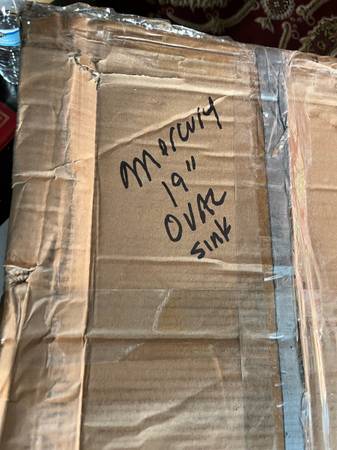 Mercury
19"
OVAL
sink